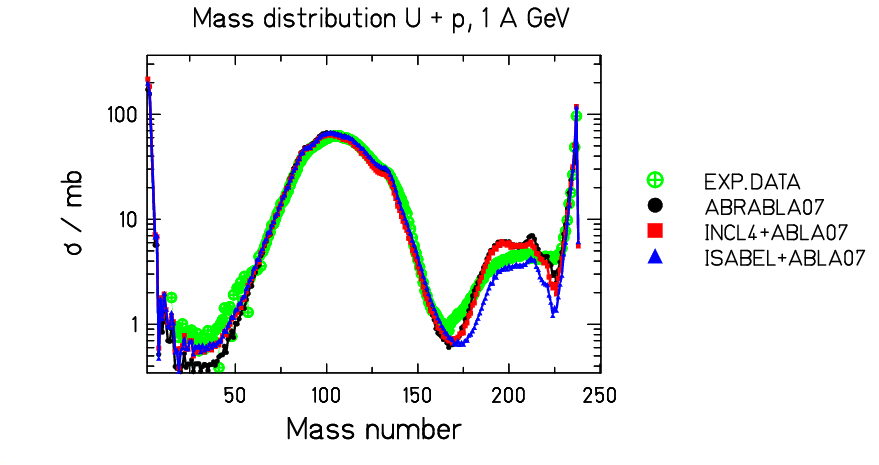 Mass distribution U + p, 1 A GeV
100
10
1
σ / mb
50
100
150
200
250
Mass number
EXP.DATA
ABRABLA07
INCL4+ABLA07
ISABEL+ABLA07